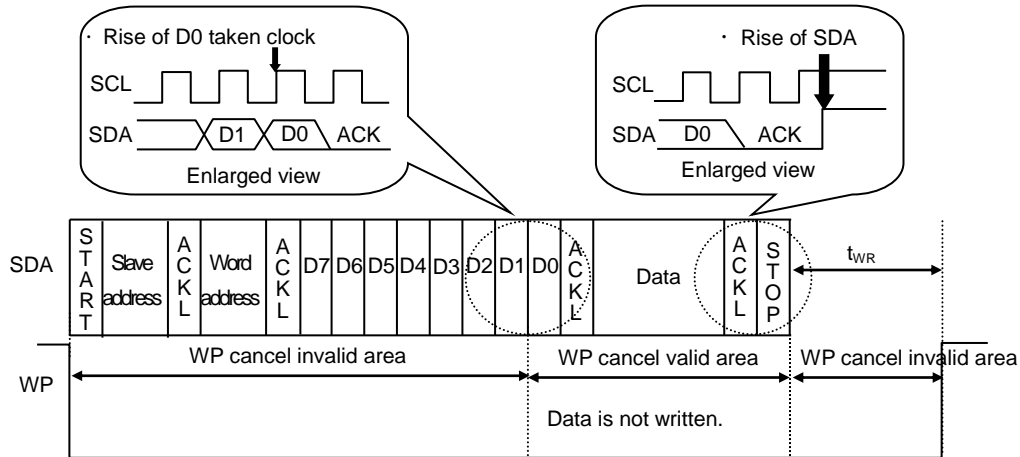 · Rise of D0 taken clock
SCL
SDA D1 D0 ACK
Enlarged view
· Rise of SDA
SCL
SDA D0 ACK
Enlarged view
SDA START Slave address ACKL Word address ACKL D7 D6 D5 D4 D3 D2 D1 D0 ACKL Data ACKL STOP tWR
WP cancel invalid area WP cancel valid area WP cancel invalid area
WP
Data is not written.